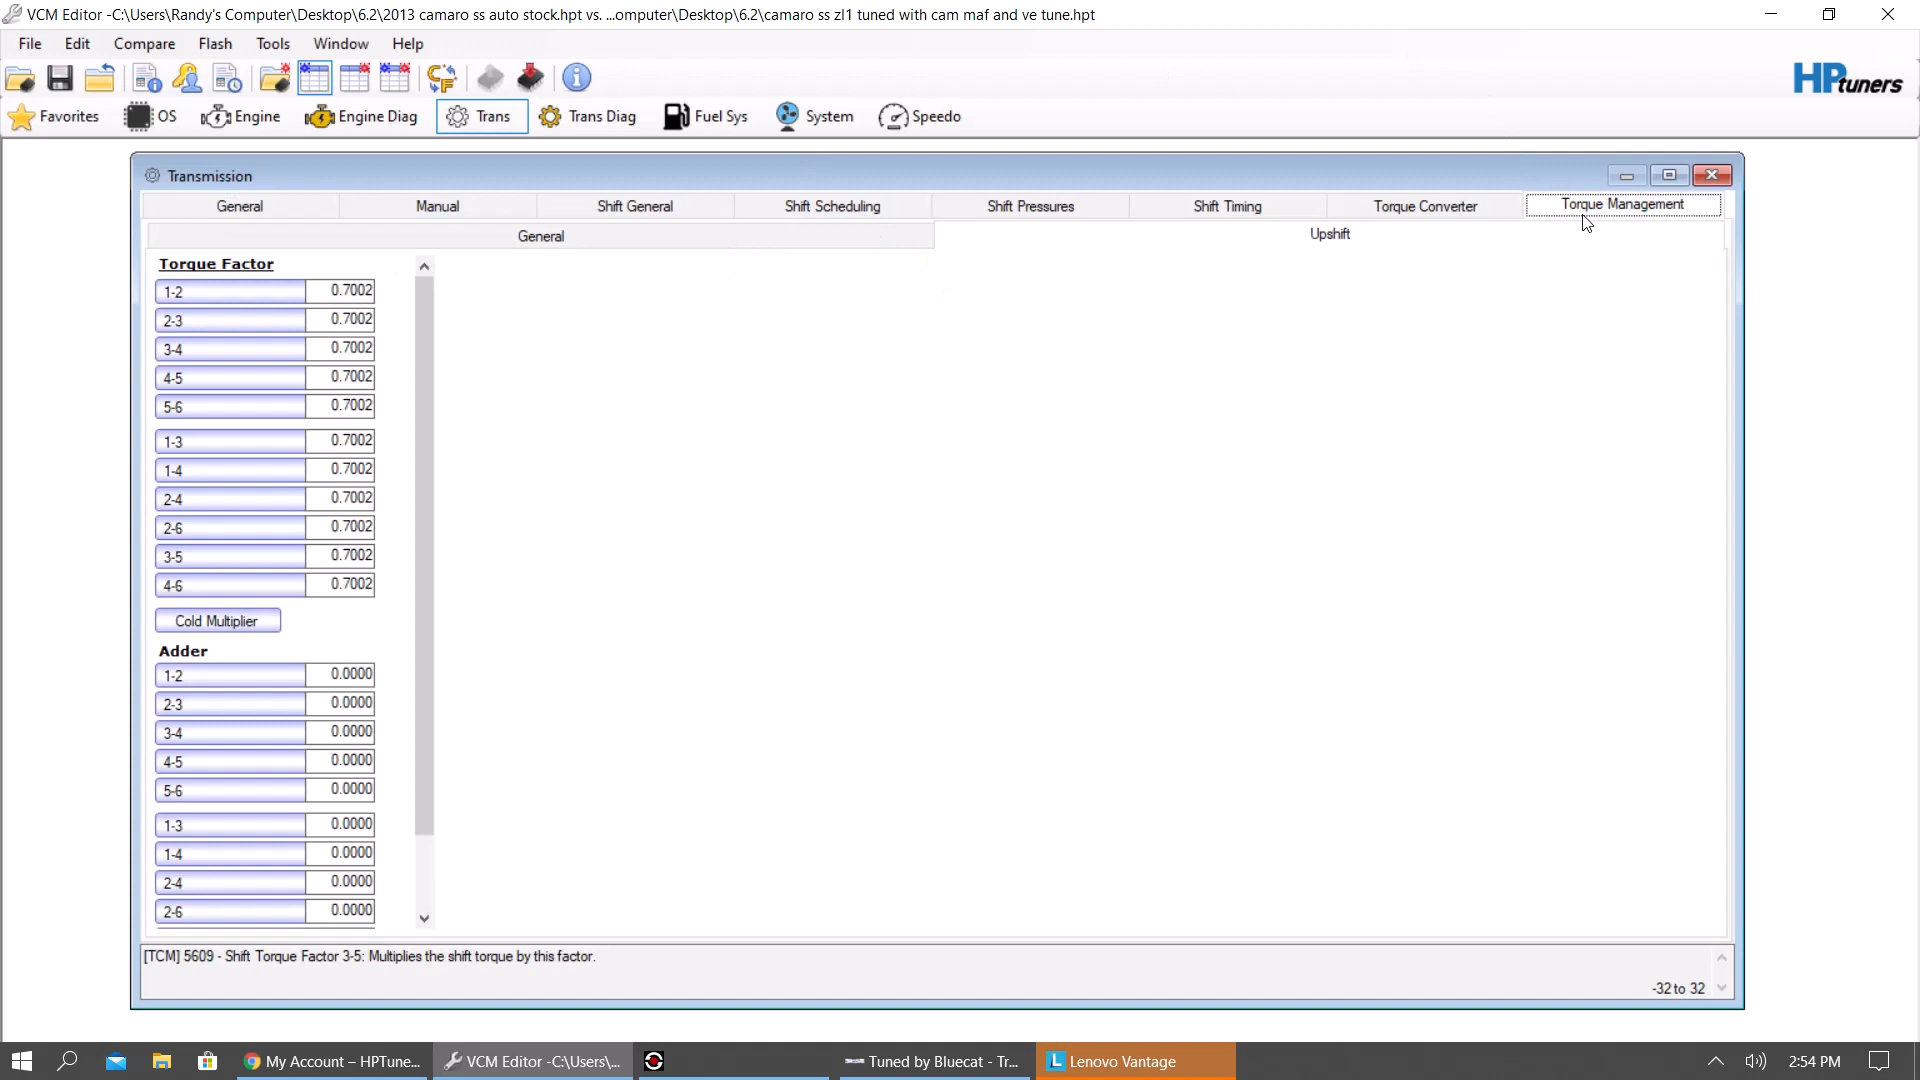 VCM Editor -C:\Users\Randy's Computer\Desktop\6.2\2013 camaro ss auto stock.hpt vs. ...omputer\Desktop\6.2\camaro ss zl1 tuned with cam maf and ve tune.hpt
File Edit Compare Flash Tools Window Help
HPtuners
Favorites OS Engine Engine Diag Trans Trans Diag Fuel Sys System Speedo
Transmission
General Manual Shift General Shift Scheduling Shift Pressures Shift Timing Torque Converter Torque Management
General Upshift
Torque Factor
1-2 0.7002
2-3 0.7002
3-4 0.7002
4-5 0.7002
5-6 0.7002
1-3 0.7002
1-4 0.7002
2-4 0.7002
2-6 0.7002
3-5 0.7002
4-6 0.7002
Cold Multiplier
Adder
1-2 0.0000
2-3 0.0000
3-4 0.0000
4-5 0.0000
5-6 0.0000
1-3 0.0000
1-4 0.0000
2-4 0.0000
2-6 0.0000
[TCM] 5609 - Shift Torque Factor 3-5: Multiplies the shift torque by this factor.
-32 to 32
My Account – HPTune... VCM Editor -C:\Users\... Tuned by Bluecat - Tr... L Lenovo Vantage 2:54 PM